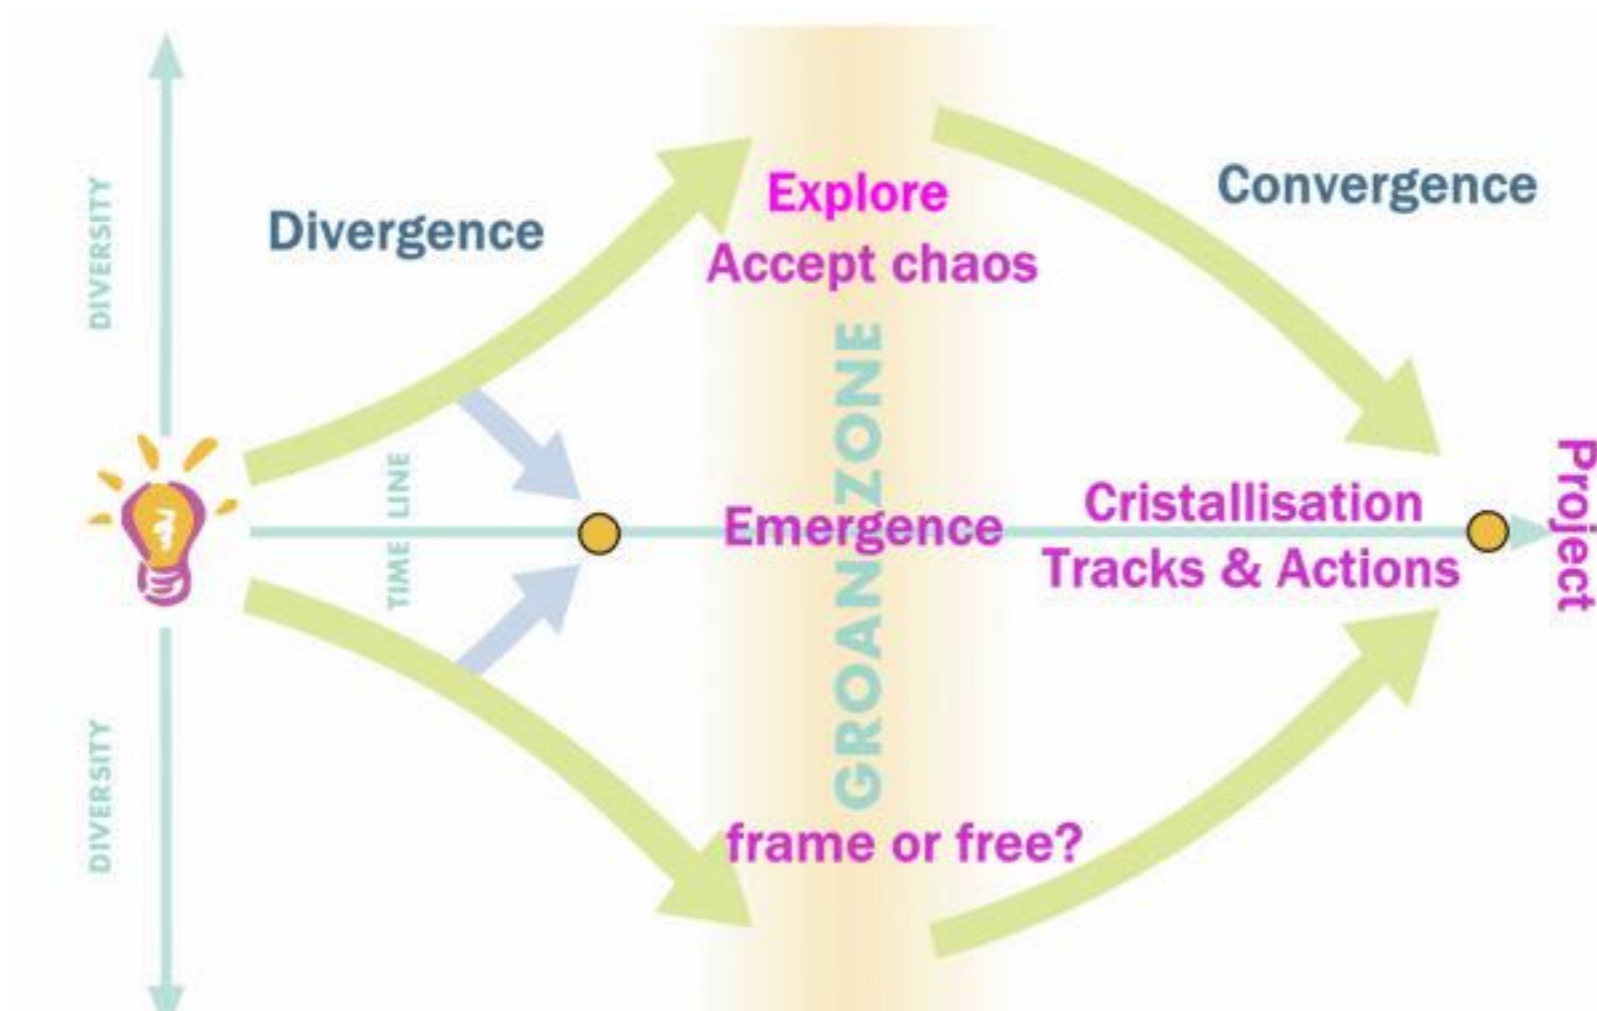 DIVERSITY
Divergence
Explore
Accept chaos
Convergence
GROAN ZONE
TIME LINE
Emergence
Cristallisation
Tracks & Actions
Project
DIVERSITY
frame or free?